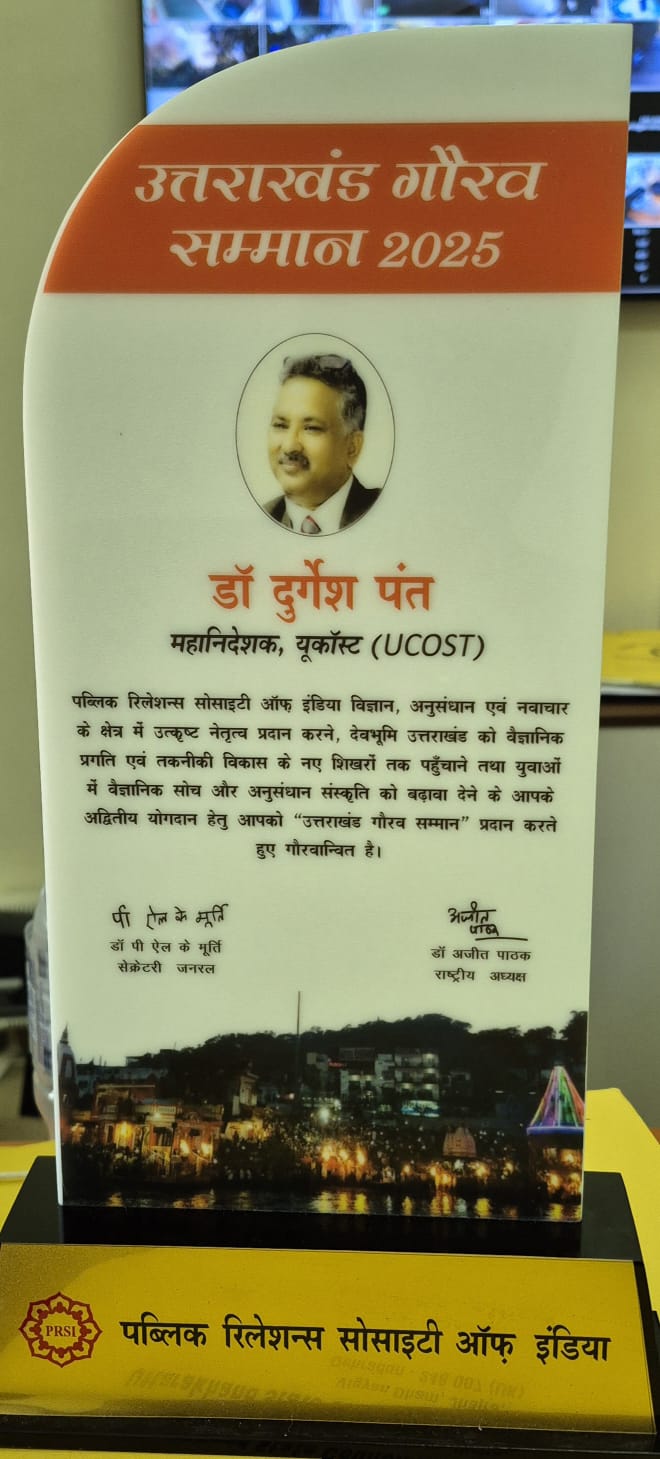 उत्तराखंड गौरव
सम्मान 2025
डॉ दुर्गेश पंत
महानिदेशक, यूकॉस्ट (UCOST)
पब्लिक रिलेशन्स सोसाइटी ऑफ़ इंडिया विज्ञान, अनुसंधान एवं नवाचार
के क्षेत्र में उत्कृष्ट नेतृत्व प्रदान करने, देवभूमि उत्तराखण्ड को वैज्ञानिक
प्रगति एवं तकनीकी विकास के नए शिखरों तक पहुँचाने तथा युवाओं
में वैज्ञानिक सोच और अनुसंधान संस्कृति को बढ़ावा देने के आपके
अद्वितीय योगदान हेतु आपको “उत्तराखंड गौरव सम्मान” प्रदान करते
हुए गौरवान्वित है।
पी ऐल के मूर्ति
अजीत
पाठक
डॉ पी ऐल के मूर्ति
सेक्रेटरी जनरल
डॉ अजीत पाठक
राष्ट्रीय अध्यक्ष
PRSI
पब्लिक रिलेशन्स सोसाइटी ऑफ़ इंडिया